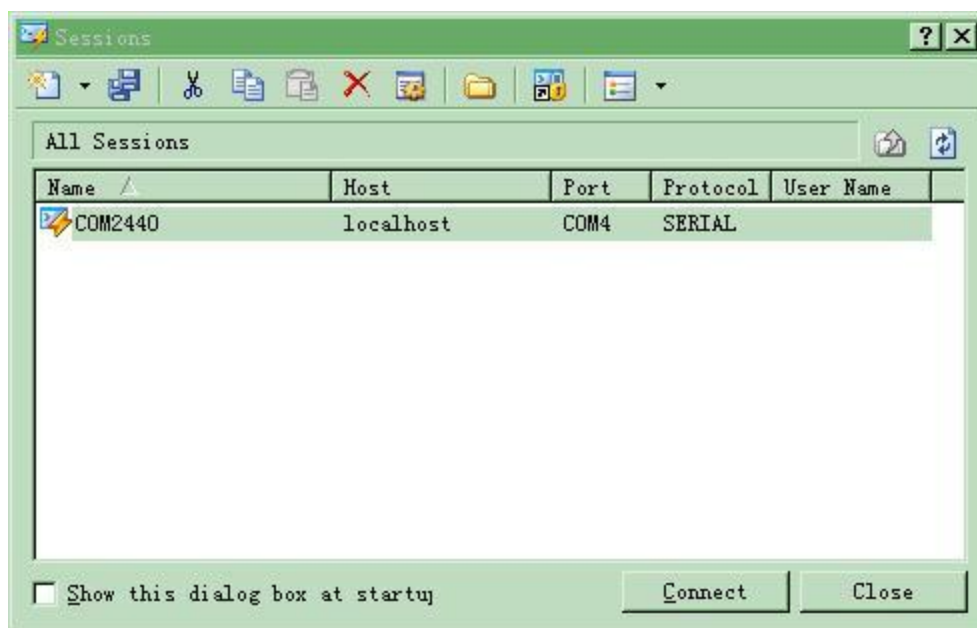 Sessions
All Sessions
Name Host Port Protocol User Name
COM2440 localhost COM4 SERIAL
Show this dialog box at startu
Connect Close